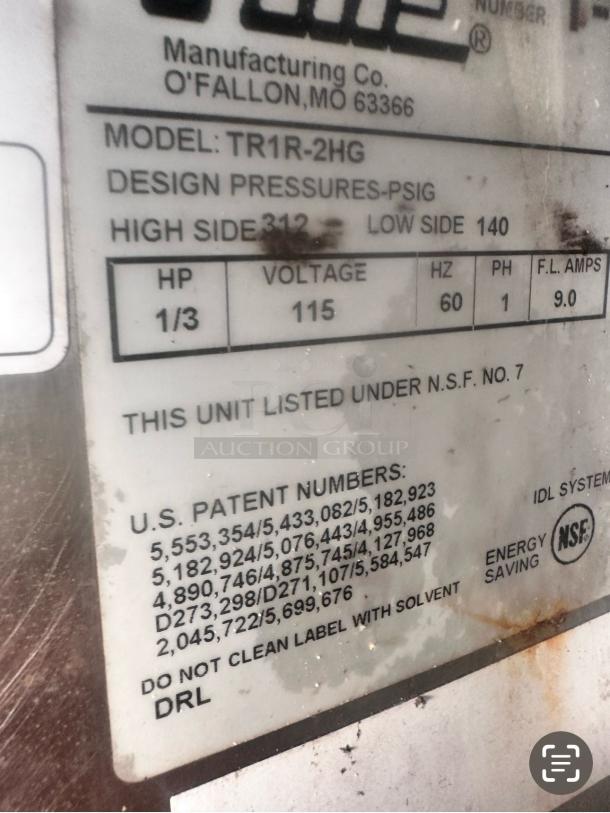 NUMBER
®
Manufacturing Co.
O'FALLON, MO 63366
MODEL: TR1R-2HG
DESIGN PRESSURES-PSIG
HIGH SIDE 312 LOW SIDE 140
HP VOLTAGE HZ PH F.L. AMPS
1/3 115 60 1 9.0
THIS UNIT LISTED UNDER N.S.F. NO. 7
AUCTION GROUP
U.S. PATENT NUMBERS:
5,553,354/5,433,082/5,182,923
5,182,924/5,076,443/4,955,486
4,890,746/4,875,745/4,127,968
D273,298/D271,107/5,584,547
2,045,722/5,699,676
IDL SYSTEM
ENERGY
SAVING
NSF®
DO NOT CLEAN LABEL WITH SOLVENT
DRL